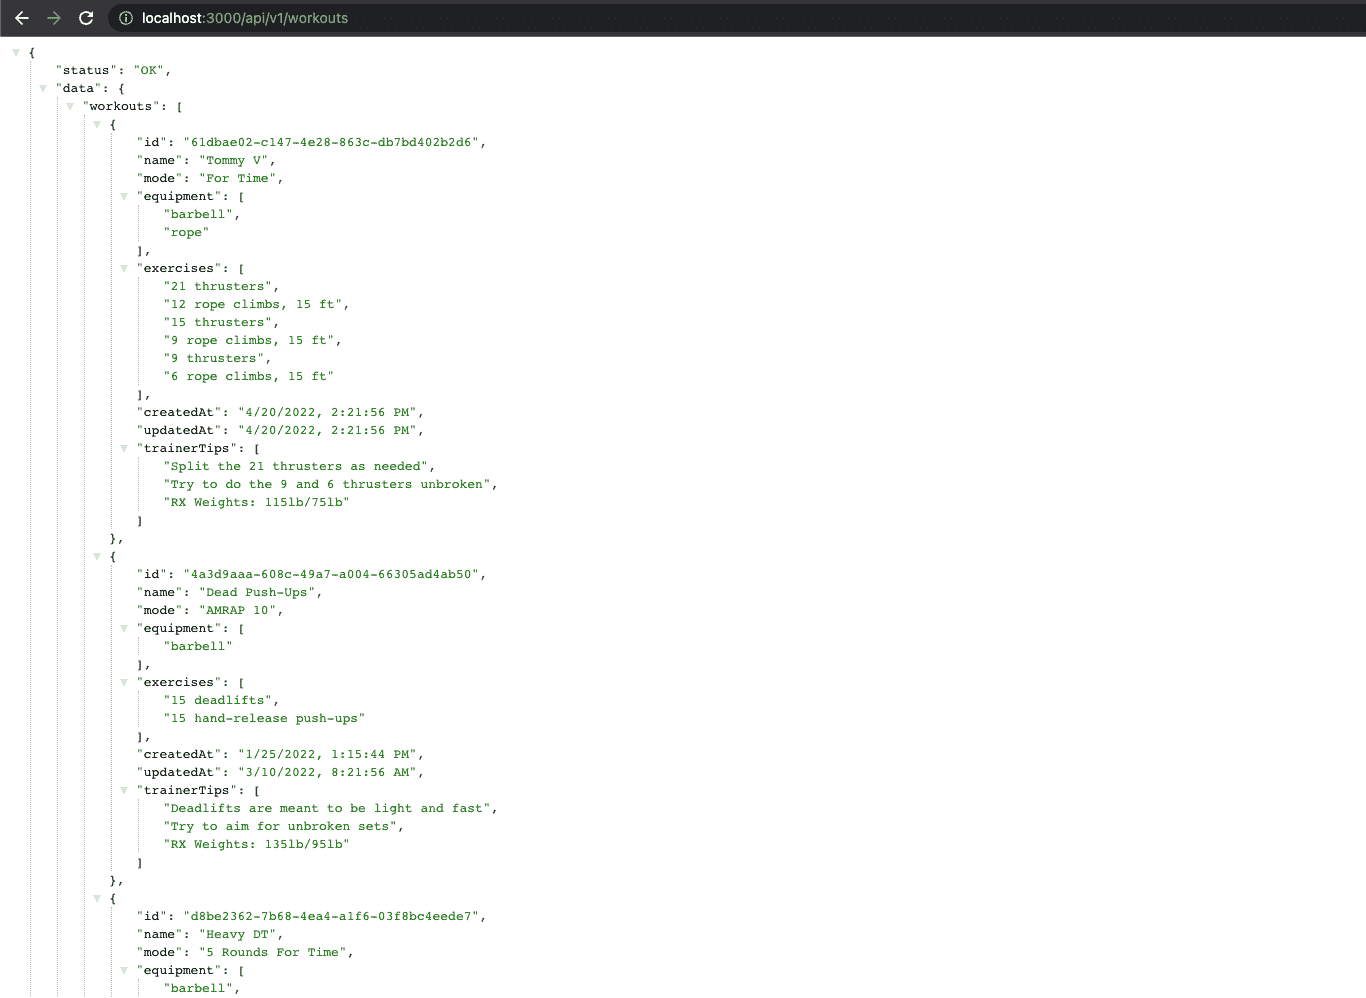 localhost:3000/api/v1/workouts
{
"status": "OK",
"data": {
"workouts": [
{
"id": "61dbae02-c147-4e28-863c-db7bd402b2d6",
"name": "Tommy V",
"mode": "For Time",
"equipment": [
"barbell",
"rope"
],
"exercises": [
"21 thrusters",
"12 rope climbs, 15 ft",
"15 thrusters",
"9 rope climbs, 15 ft",
"9 thrusters",
"6 rope climbs, 15 ft"
],
"createdAt": "4/20/2022, 2:21:56 PM",
"updatedAt": "4/20/2022, 2:21:56 PM",
"trainerTips": [
"Split the 21 thrusters as needed",
"Try to do the 9 and 6 thrusters unbroken",
"RX Weights: 115lb/75lb"
]
},
{
"id": "4a3d9aaa-608c-49a7-a004-66305ad4ab50",
"name": "Dead Push-Ups",
"mode": "AMRAP 10",
"equipment": [
"barbell"
],
"exercises": [
"15 deadlifts",
"15 hand-release push-ups"
],
"createdAt": "1/25/2022, 1:15:44 PM",
"updatedAt": "3/10/2022, 8:21:56 AM",
"trainerTips": [
"Deadlifts are meant to be light and fast",
"Try to aim for unbroken sets",
"RX Weights: 135lb/95lb"
]
},
{
"id": "d8be2362-7b68-4ea4-a1f6-03f8bc4eede7",
"name": "Heavy DT",
"mode": "5 Rounds For Time",
"equipment": [
"barbell",